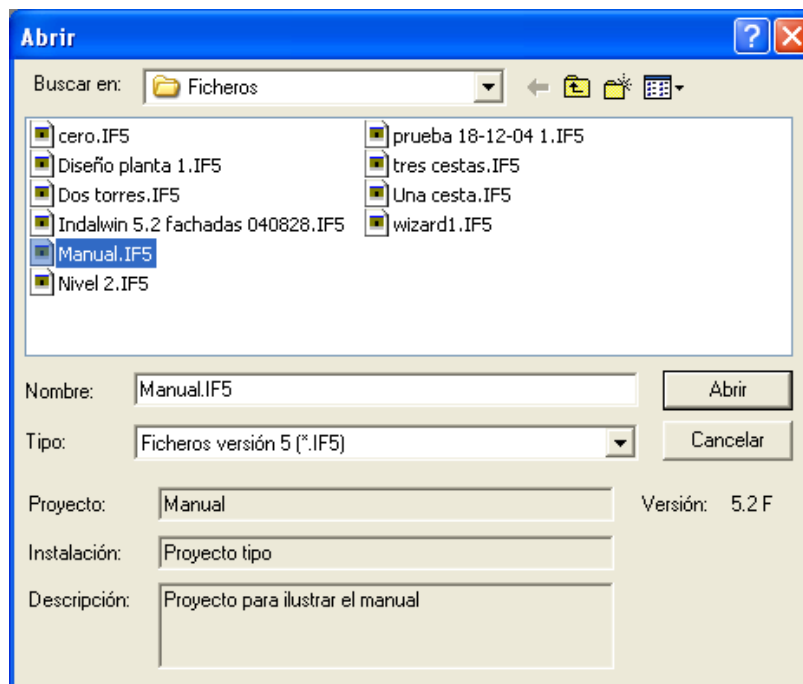 Abrir
Buscar en: Ficheros
cero.IF5
Diseño planta 1.IF5
Dos torres.IF5
Indalwin 5.2 fachadas 040828.IF5
Manual.IF5
Nivel 2.IF5
prueba 18-12-04 1.IF5
tres cestas.IF5
Una cesta.IF5
wizard1.IF5
Nombre: Manual.IF5 Abrir
Tipo: Ficheros versión 5 (*.IF5) Cancelar
Proyecto: Manual Versión: 5.2 F
Instalación: Proyecto tipo
Descripción: Proyecto para ilustrar el manual